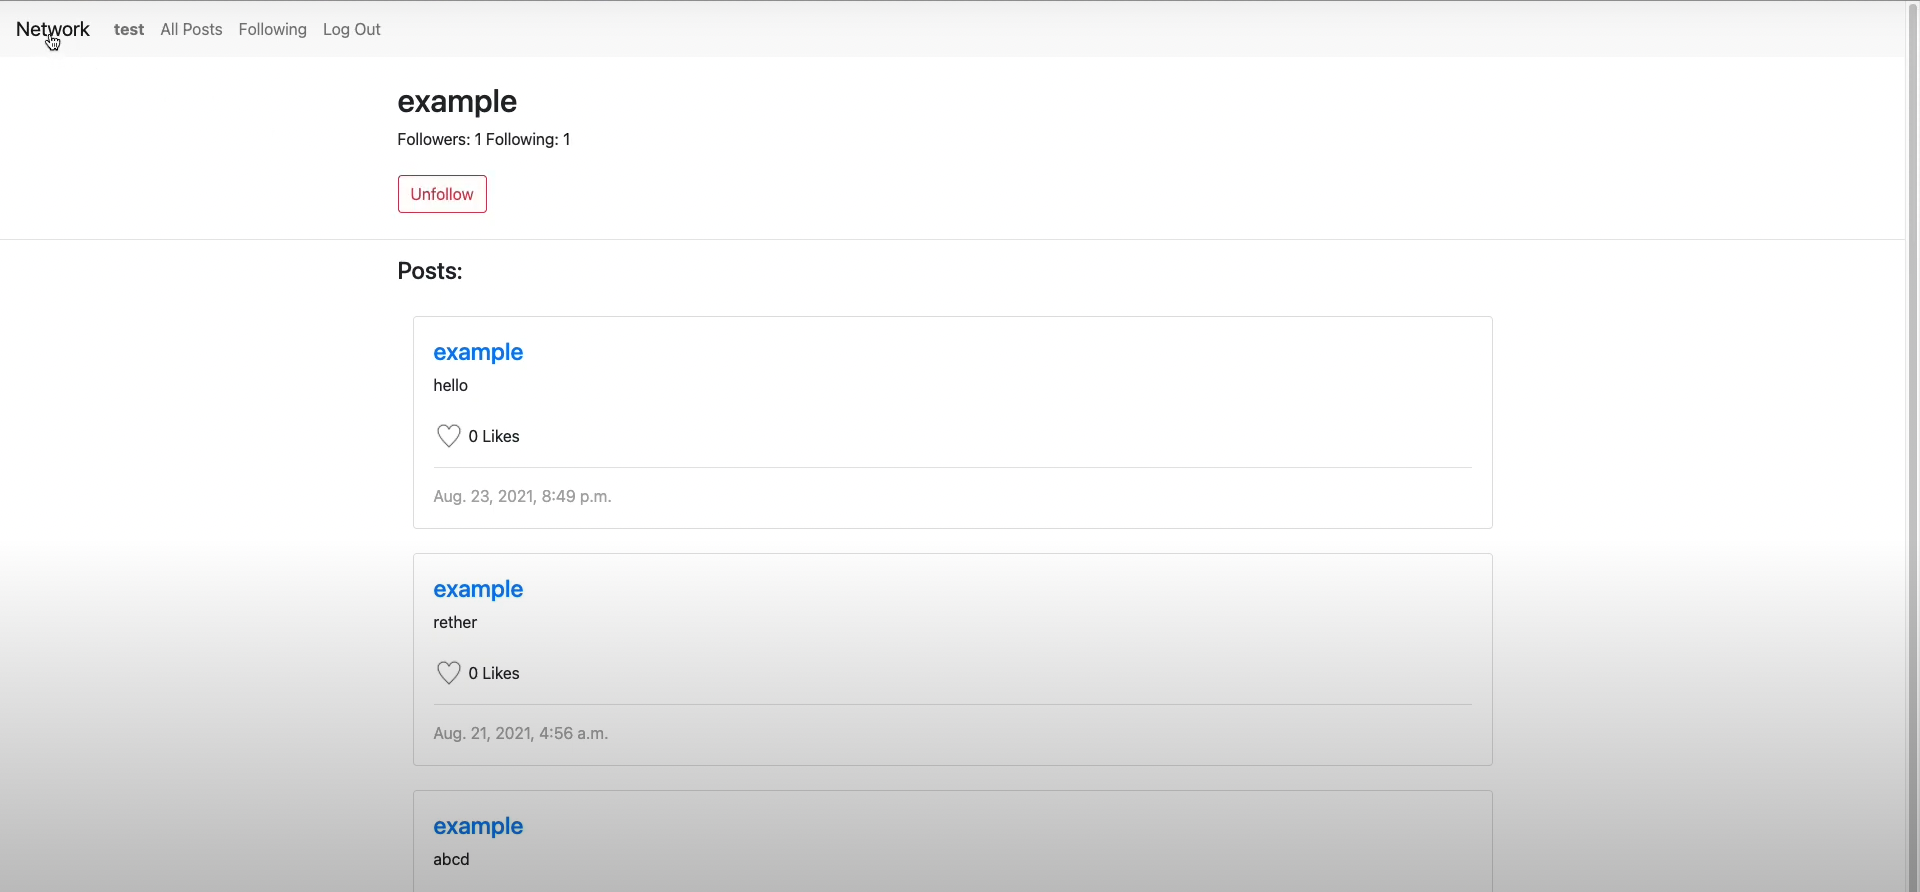 Network test All Posts Following Log Out
example
Followers: 1 Following: 1
Unfollow
Posts:
example
hello
0 Likes
Aug. 23, 2021, 8:49 p.m.
example
rether
0 Likes
Aug. 21, 2021, 4:56 a.m.
example
abcd